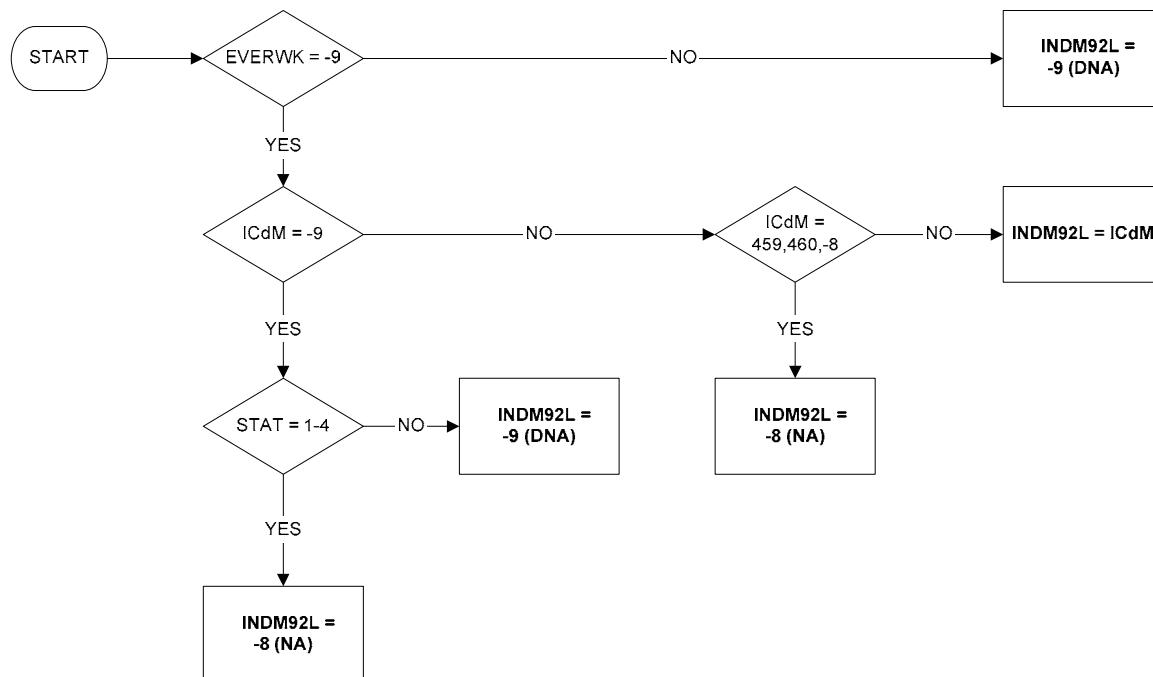 START
EVERWK = -9
NO
INDM92L =
-9 (DNA)
YES
ICdM = -9
NO
ICdM =
459,460,-8
NO
INDM92L = ICdM
YES
YES
STAT = 1-4
NO
INDM92L =
-9 (DNA)
INDM92L =
-8 (NA)
YES
INDM92L =
-8 (NA)